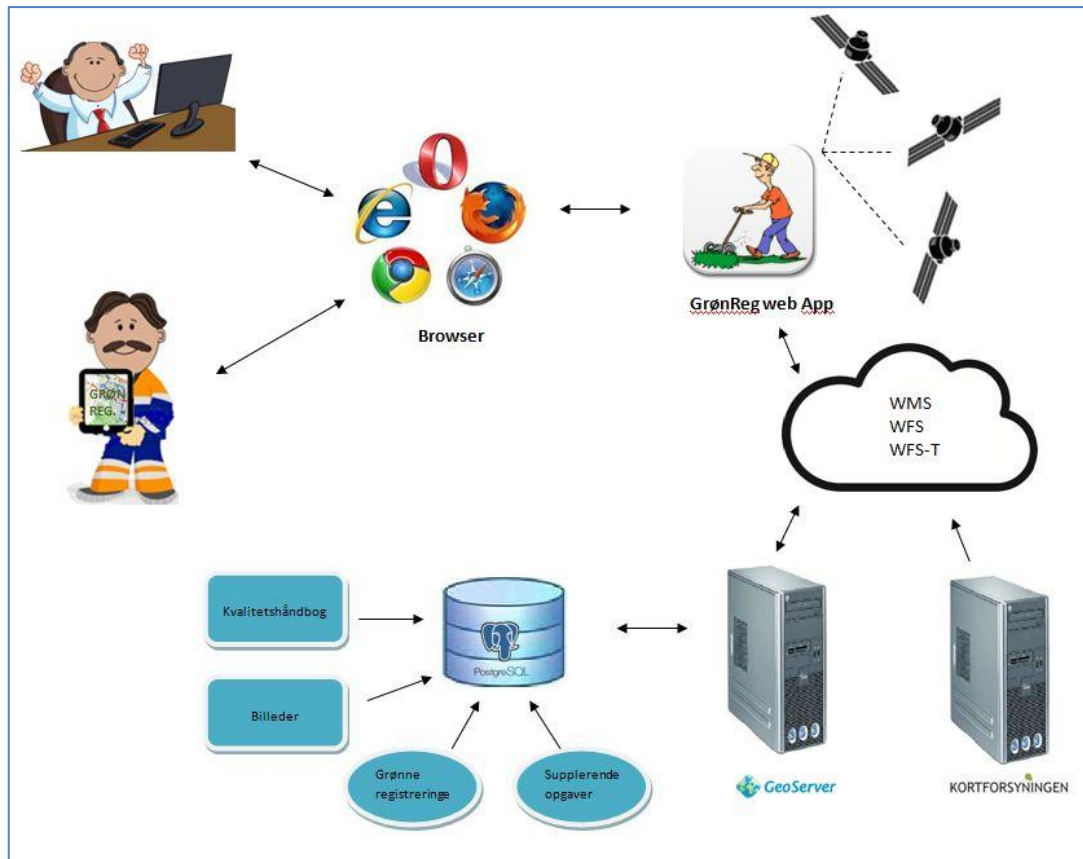 GRØN
REG.
Browser
GrønReg web App
WMS
WFS
WFS-T
Kvalitetshåndbog
Billeder
PostgreSQL
Grønne
registreringe
Supplerende
opgaver
GeoServer
KORTFORSYNINGEN